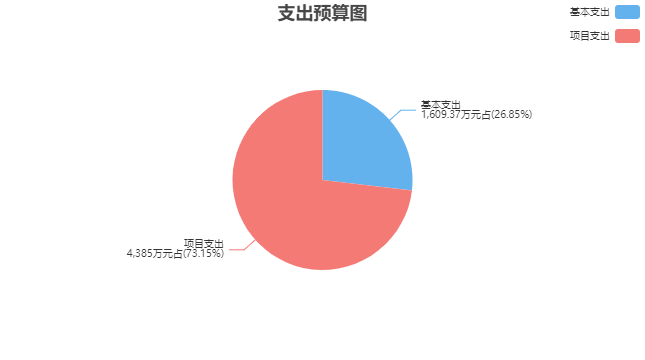 支出预算图
基本支出
项目支出
基本支出
1,609.37万元占(26.85%)
项目支出
4,385万元占(73.15%)